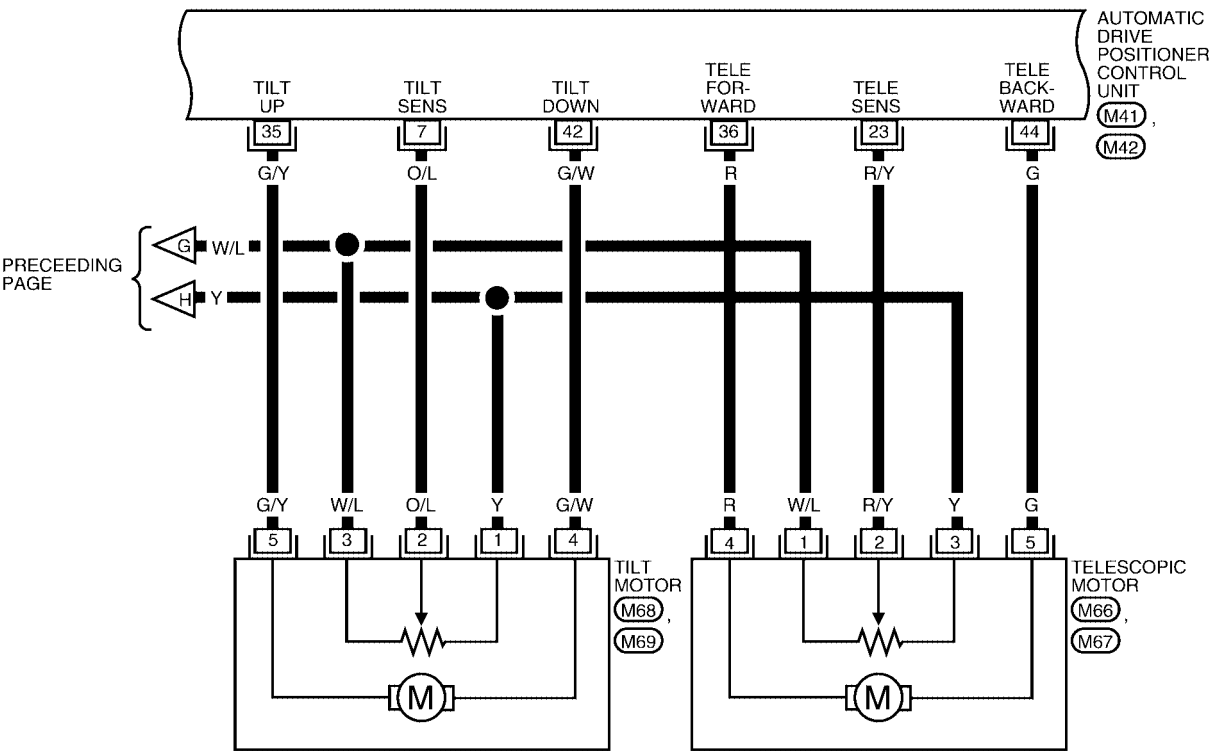 AUTOMATIC
DRIVE
POSITIONER
CONTROL
UNIT
M41 ,
M42
TILT
UP
TILT
SENS
TILT
DOWN
TELE
FOR-
WARD
TELE
SENS
TELE
BACK-
WARD
35 7 42 36 23 44
G/Y O/L G/W R R/Y G
PRECEEDING
PAGE
G W/L
H Y
G/Y W/L O/L Y G/W R W/L R/Y Y G
5 3 2 1 4 4 1 2 3 5
TILT
MOTOR
M68 ,
M69
TELESCOPIC
MOTOR
M66 ,
M67
M M